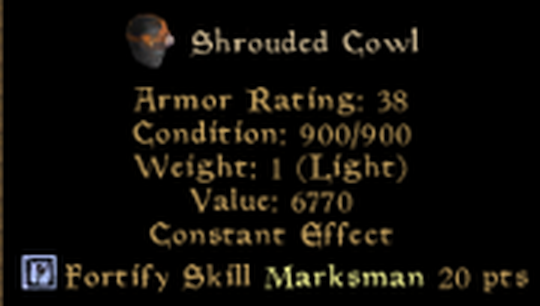 Shrouded Cowl
Armor Rating: 38
Condition: 900/900
Weight: 1 (Light)
Value: 6770
Constant Effect
Fortify Skill Marksman 20 pts